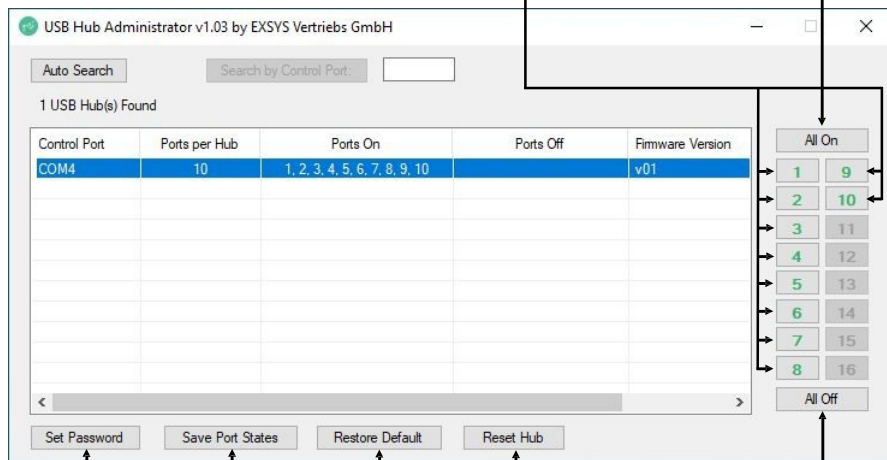 USB Hub Administrator v1.03 by EXSYS Vertriebs GmbH
Auto Search Search by Control Port:
1 USB Hub(s) Found
Control Port Ports per Hub Ports On Ports Off Firmware Version
COM4 10 1, 2, 3, 4, 5, 6, 7, 8, 9, 10 v01
All On
1 9
2 10
3 11
4 12
5 13
6 14
7 15
8 16
All Off
Set Password Save Port States Restore Default Reset Hub